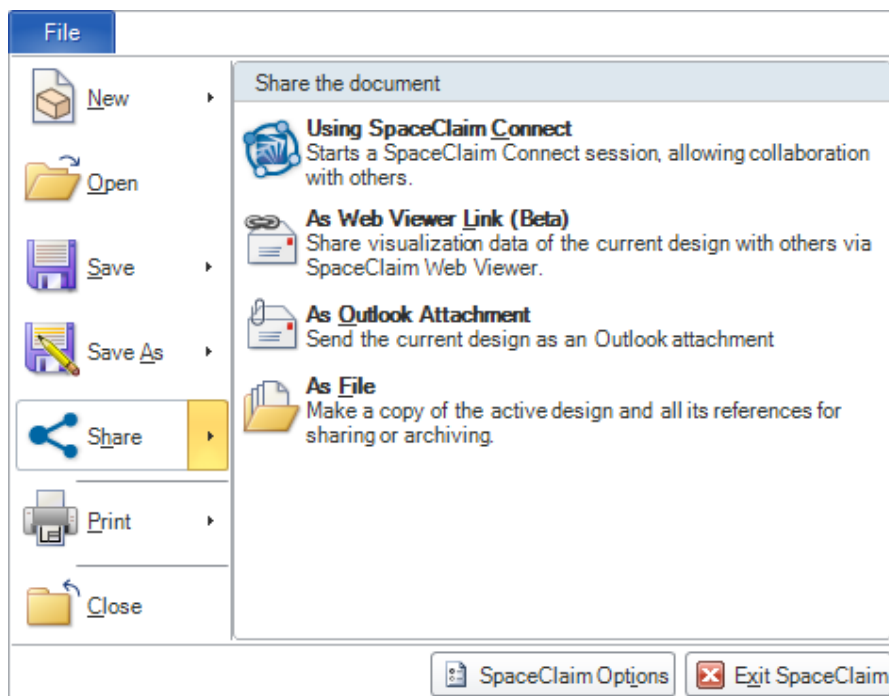 File
New
Open
Save
Save As
Share
Print
Close
Share the document
Using SpaceClaim Connect
Starts a SpaceClaim Connect session, allowing collaboration
with others.
As Web Viewer Link (Beta)
Share visualization data of the current design with others via
SpaceClaim Web Viewer.
As Outlook Attachment
Send the current design as an Outlook attachment
As File
Make a copy of the active design and all its references for
sharing or archiving.
SpaceClaim Options
Exit SpaceClaim